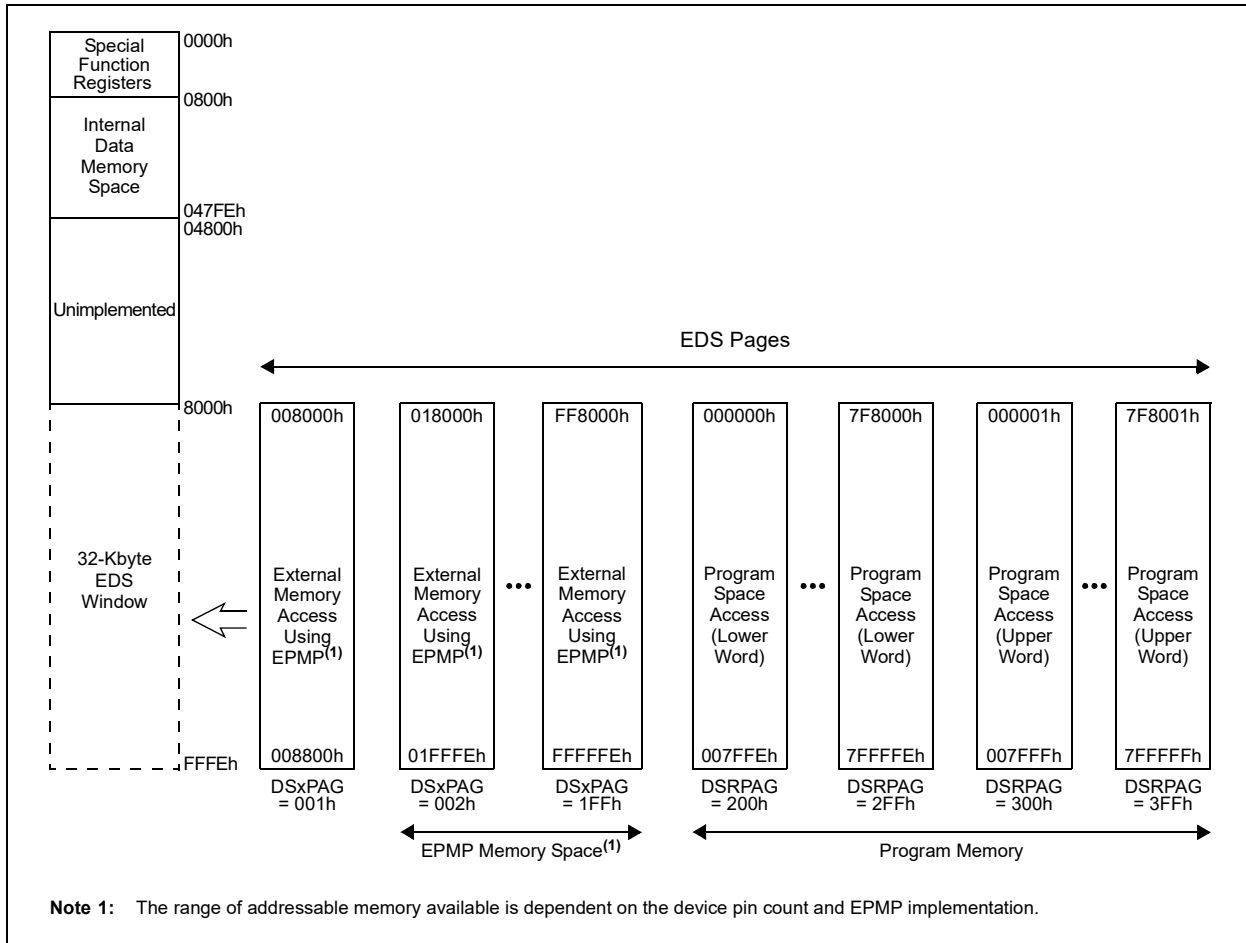 Special
Function
Registers
0000h
0800h
Internal
Data
Memory
Space
047FEh
04800h
Unimplemented
EDS Pages
8000h
32-Kbyte
EDS
Window
FFFEh
008000h
External
Memory
Access
Using
EPMP(1)
008800h
DSxPAG
= 001h
018000h
External
Memory
Access
Using
EPMP(1)
01FFFEh
DSxPAG
= 002h
•••
FF8000h
External
Memory
Access
Using
EPMP(1)
FFFFFEh
DSxPAG
= 1FFh
000000h
Program
Space
Access
(Lower
Word)
007FFEh
DSRPAG
= 200h
•••
7F8000h
Program
Space
Access
(Lower
Word)
7FFFFEh
DSRPAG
= 2FFh
000001h
Program
Space
Access
(Upper
Word)
007FFFh
DSRPAG
= 300h
•••
7F8001h
Program
Space
Access
(Upper
Word)
7FFFFFh
DSRPAG
= 3FFh
EPMP Memory Space(1)
Program Memory
Note 1: The range of addressable memory available is dependent on the device pin count and EPMP implementation.